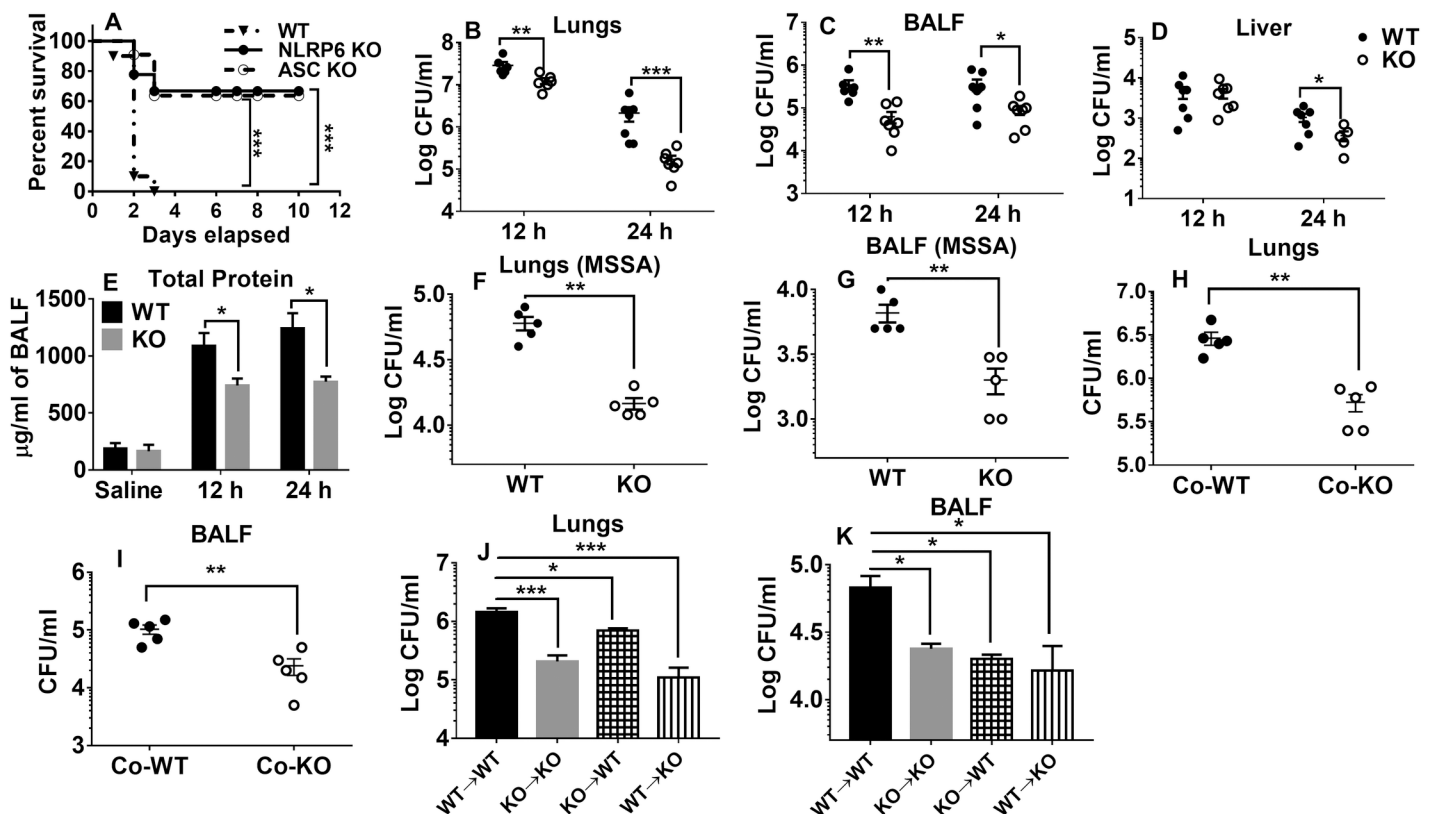 A
WT
NLRP6 KO
ASC KO
Percent survival
100
80
60
40
20
0
***
***
0 2 4 6 8 10 12
Days elapsed
B
Lungs
Log CFU/ml
8
7
6
5
4
**
***
12 h 24 h
C
BALF
Log CFU/ml
7
6
5
4
3
**
*
12 h 24 h
D
Liver
WT
KO
Log CFU/ml
5
4
3
2
1
*
12 h 24 h
E
Total Protein
WT
KO
µg/ml of BALF
1500
1000
500
0
*
*
Saline 12 h 24 h
F
Lungs (MSSA)
Log CFU/ml
5.0
4.5
4.0
**
WT KO
G
BALF (MSSA)
Log CFU/ml
4.0
3.5
3.0
**
WT KO
H
Lungs
CFU/ml
7.0
6.5
6.0
5.5
5.0
**
Co-WT Co-KO
I
BALF
CFU/ml
6
5
4
3
**
Co-WT Co-KO
J
Lungs
Log CFU/ml
7
6
5
4
***
*
***
WT→WT
KO→KO
KO→WT
WT→KO
K
BALF
Log CFU/ml
5.0
4.5
4.0
*
*
*
WT→WT
KO→KO
KO→WT
WT→KO